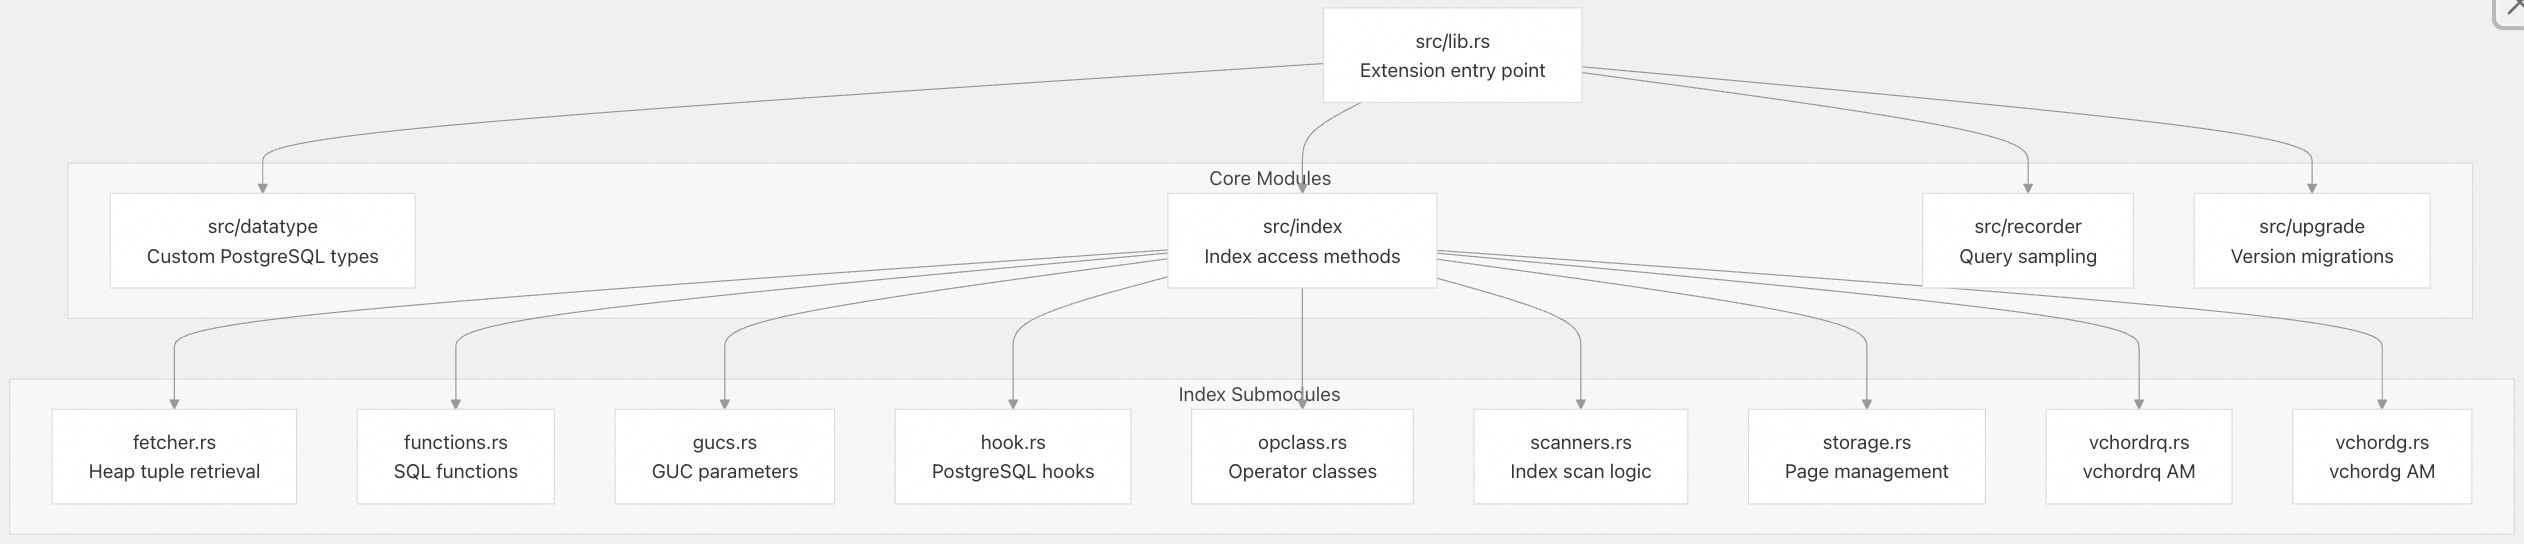 src/lib.rs
Extension entry point
Core Modules
src/datatype
Custom PostgreSQL types
src/index
Index access methods
src/recorder
Query sampling
src/upgrade
Version migrations
Index Submodules
fetcher.rs
Heap tuple retrieval
functions.rs
SQL functions
gucs.rs
GUC parameters
hook.rs
PostgreSQL hooks
opclass.rs
Operator classes
scanners.rs
Index scan logic
storage.rs
Page management
vchordrq.rs
vchordrq AM
vchordg.rs
vchordg AM